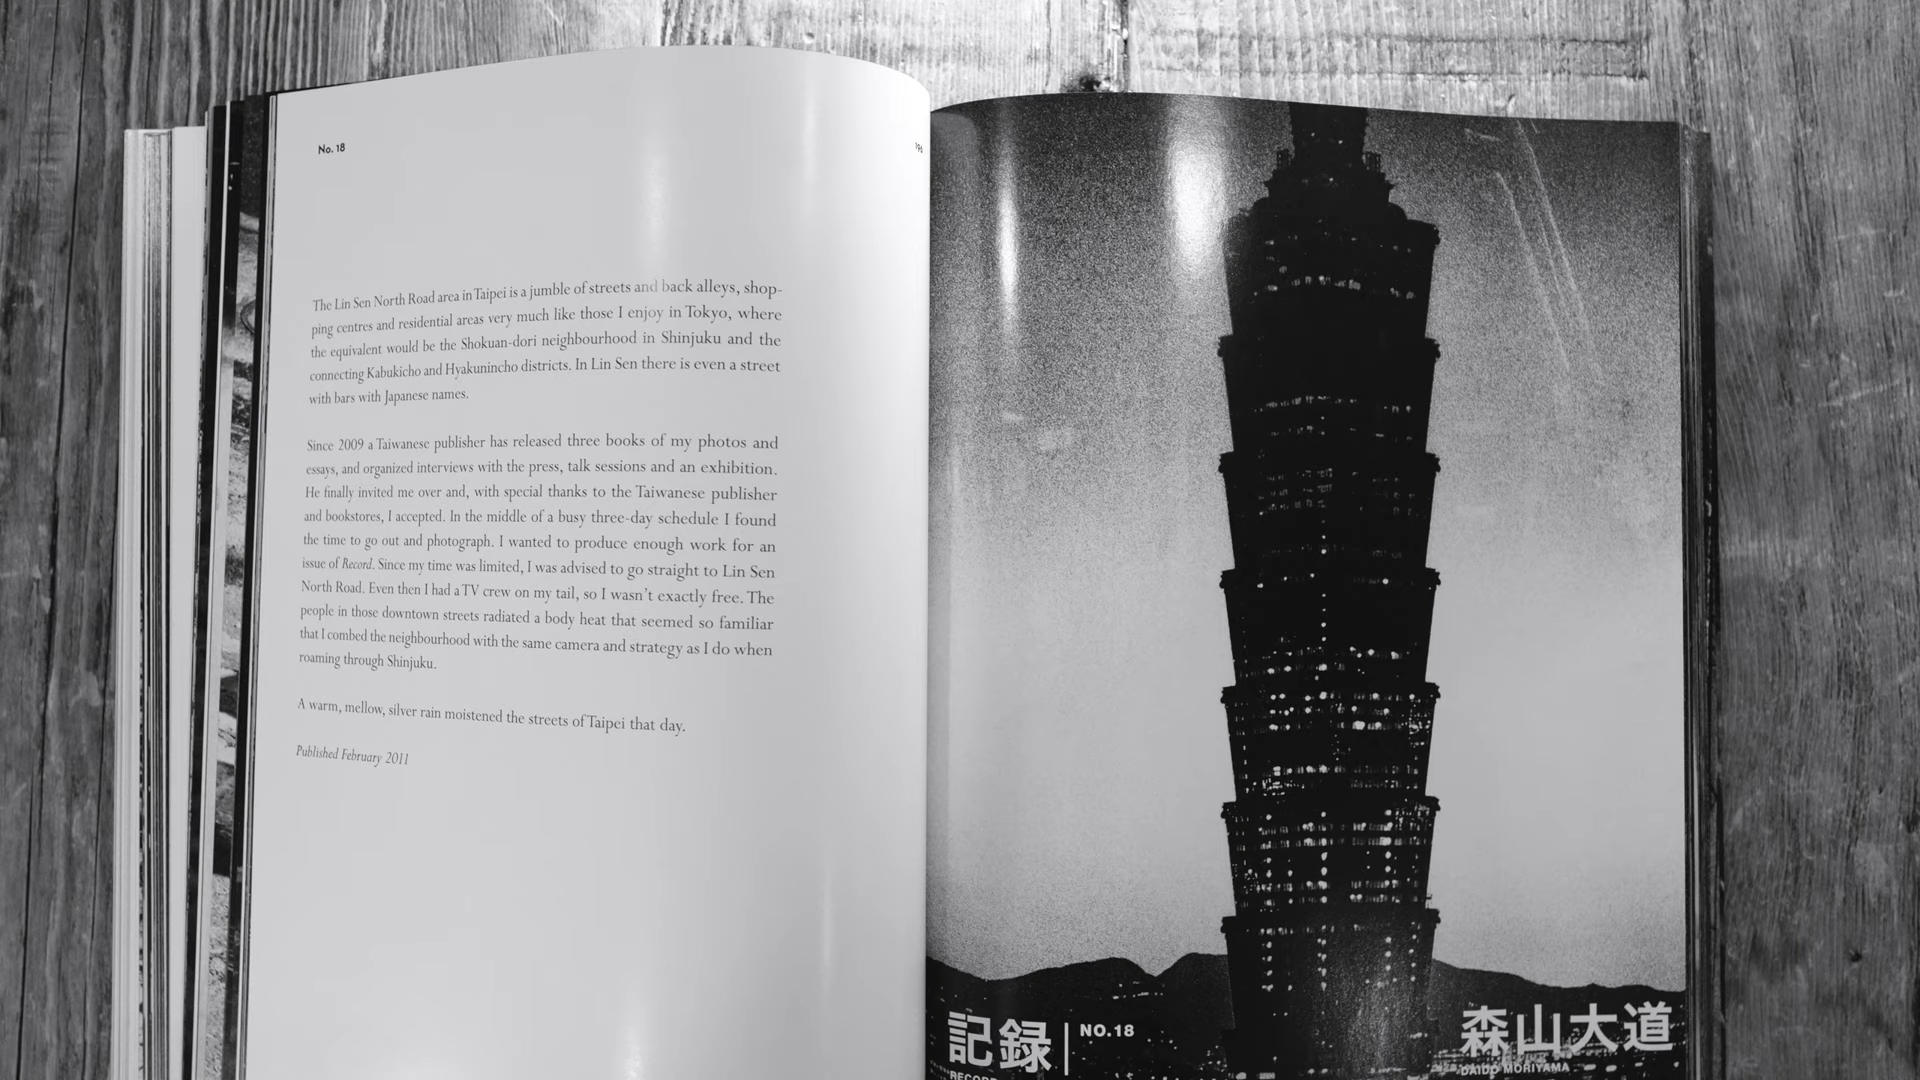 No. 18
196
The Lin Sen North Road area in Taipei is a jumble of streets and back alleys, shop-
ping centres and residential areas very much like those I enjoy in Tokyo, where
the equivalent would be the Shokuan-dori neighbourhood in Shinjuku and the
connecting Kabukicho and Hyakunincho districts. In Lin Sen there is even a street
with bars with Japanese names.
Since 2009 a Taiwanese publisher has released three books of my photos and
essays, and organized interviews with the press, talk sessions and an exhibition.
He finally invited me over and, with special thanks to the Taiwanese publisher
and bookstores, I accepted. In the middle of a busy three-day schedule I found
the time to go out and photograph. I wanted to produce enough work for an
issue of Record. Since my time was limited, I was advised to go straight to Lin Sen
North Road. Even then I had a TV crew on my tail, so I wasn't exactly free. The
people in those downtown streets radiated a body heat that seemed so familiar
that I combed the neighbourhood with the same camera and strategy as I do when
roaming through Shinjuku.
A warm, mellow, silver rain moistened the streets of Taipei that day.
Published February 2011
記録 NO.18
RECORD
森山大道
DAIDO MORIYAMA